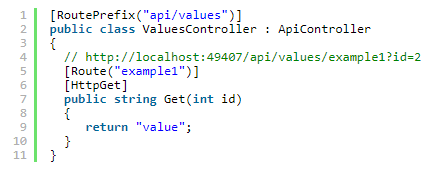 1 [RoutePrefix("api/values")]
2 public class ValuesController : ApiController
3 {
4 // http://localhost:49407/api/values/example1?id=2
5 [Route("example1")]
6 [HttpGet]
7 public string Get(int id)
8 {
9 return "value";
10 }
11 }